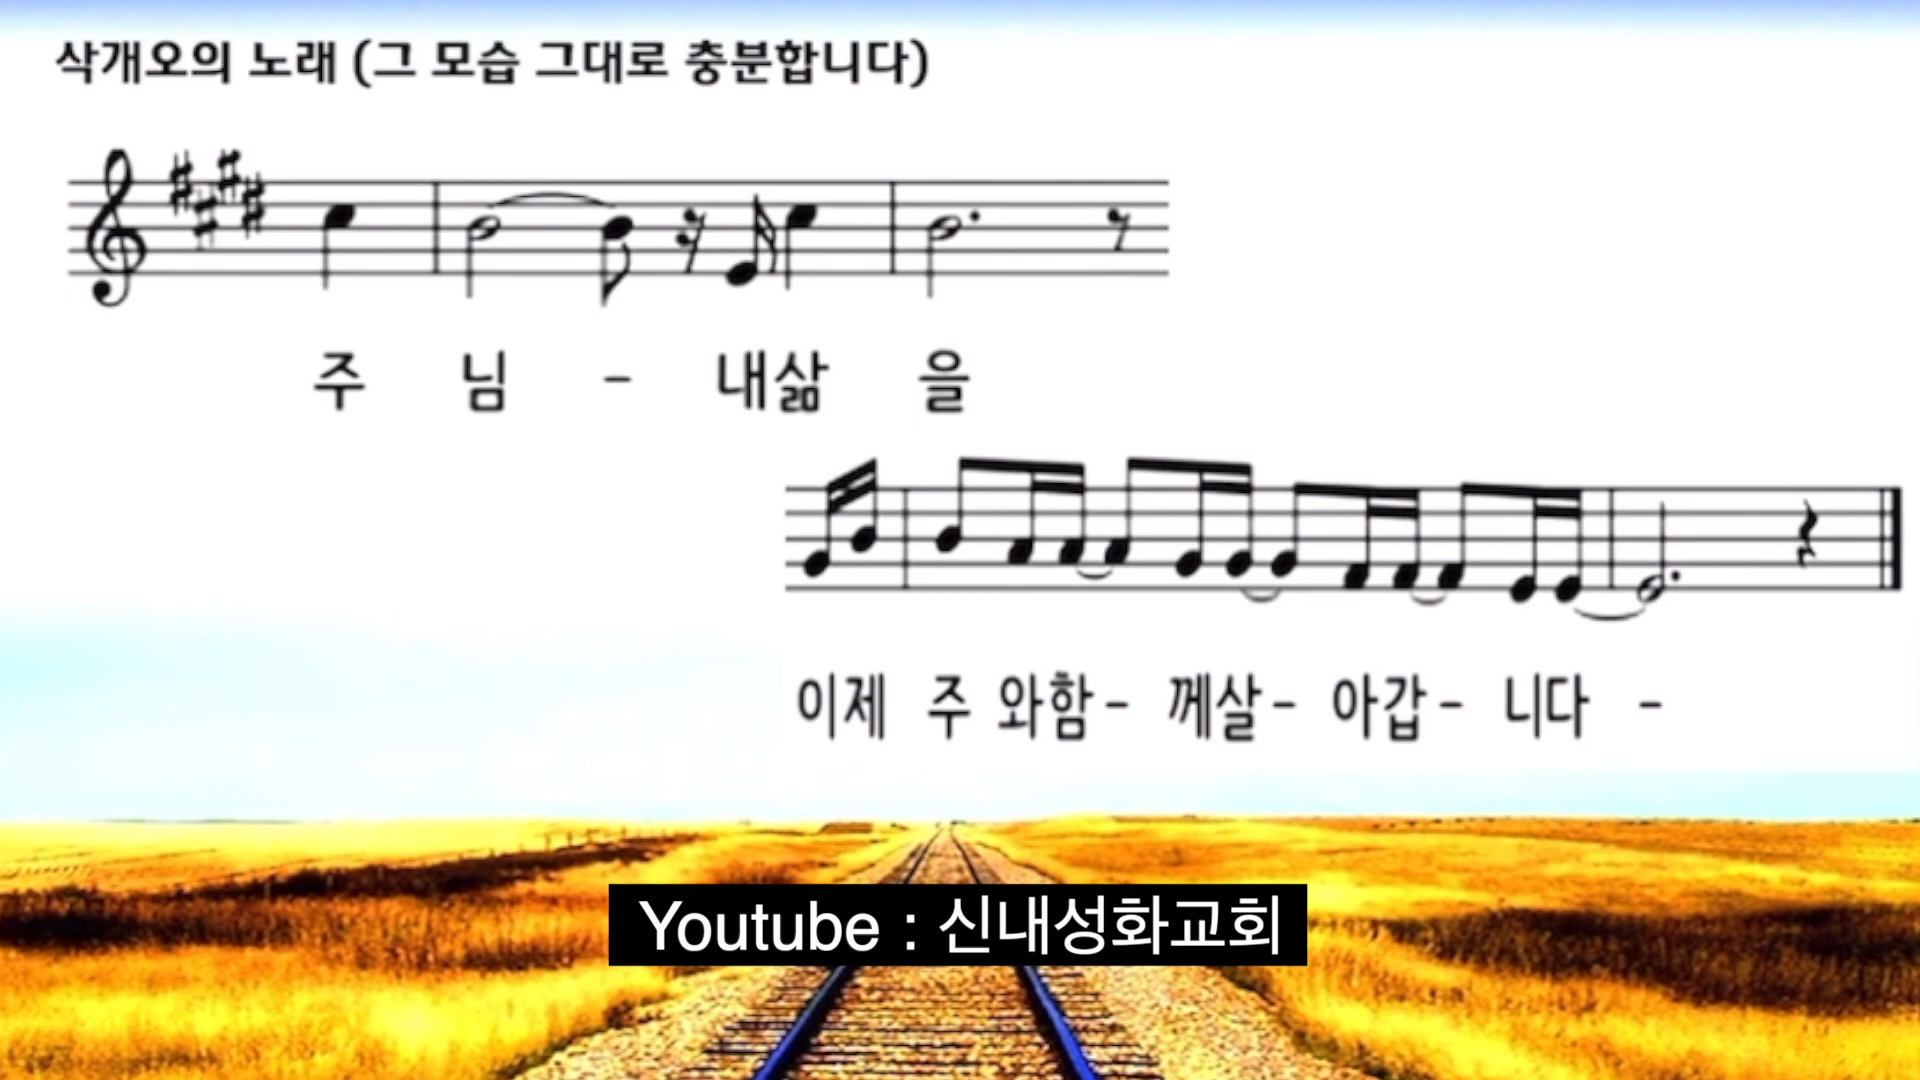 삭개오의 노래 (그 모습 그대로 충분합니다)
주 님 - 내삶 을
이제 주 와함- 께살- 아갑- 니다 -
Youtube : 신내성화교회